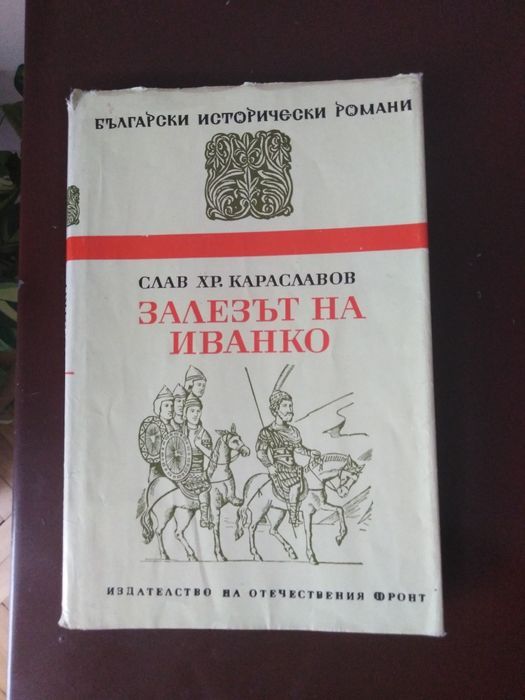 БЪЛГАРСКИ ИСТОРИЧЕСКИ РОМАНИ
СЛАВ ХР. КАРАСЛАВОВ
ЗАЛЕЗЪТ НА
ИВАНКО
ИЗДАТЕЛСТВО НА ОТЕЧЕСТВЕНИЯ ФРОНТ